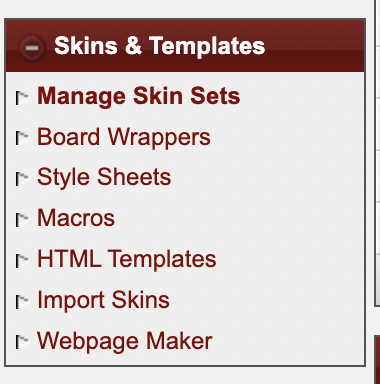 Skins & Templates
Manage Skin Sets
Board Wrappers
Style Sheets
Macros
HTML Templates
Import Skins
Webpage Maker